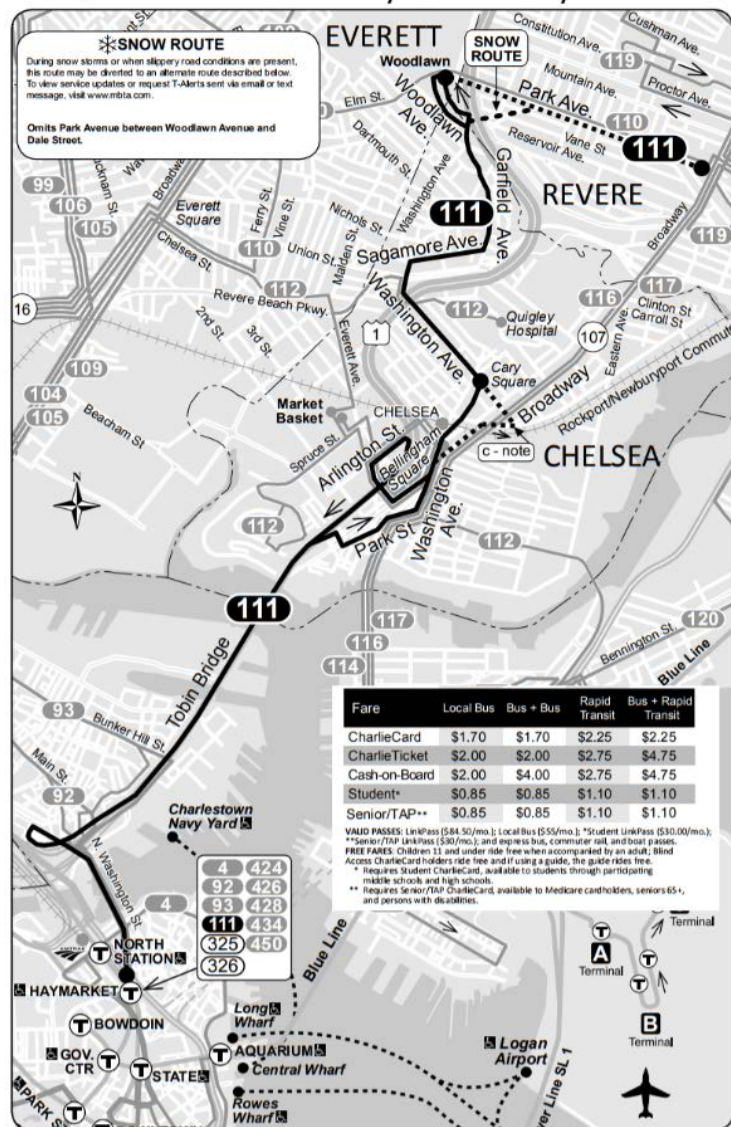 EVERETT
SNOW ROUTE
During snow storms or when slippery road conditions are present,
this route may be diverted to an alternate route described below.
To view service updates or request T-Alerts sent via email or text
message, visit www.mbta.com.
Omits Park Avenue between Woodlawn Avenue and
Dale Street.
Woodlawn
SNOW
ROUTE
Constitution Ave.
Cushman Ave.
119
Mountain Ave.
Proctor Ave.
Park Ave.
110
Elm St.
Woodlawn
Ave.
Reservoir Ave.
Vane St
111
Dartmouth St.
Washington Ave
Garfield Ave.
REVERE
99
106
105
Broadway
Everett
Square
Ferry St.
Vine St.
Nichols St.
111
Broadway
119
Chelsea St.
110
Union St.
Malden St.
Sagamore Ave.
112
Revere Beach Pkwy.
117
116
Clinton St
Carroll St
16
2nd St.
3rd St.
Everett Ave.
1
Washington Ave.
112
Quigley
Hospital
107
Eastern Ave.
Rockport/Newburyport Commute
109
104
105
Beacham St
Market
Basket
Cary
Square
Broadway
CHELSEA
Spruce St.
Arlington St.
Bellingham
Square
c - note
CHELSEA
N
112
Park St
Washington
Ave.
112
111
117
116
114
120
Bennington St.
Blue Line
Tobin Bridge
93
Bunker Hill St.
Main St.
92
Charlestown
Navy Yard
N. Washington St.
4
4 424
92 426
93 428
111 434
325 450
326
Fare Local Bus Bus + Bus Rapid Transit Bus + Rapid Transit
CharlieCard $1.70 $1.70 $2.25 $2.25
CharlieTicket $2.00 $2.00 $2.75 $4.75
Cash-on-Board $2.00 $4.00 $2.75 $4.75
Student* $0.85 $0.85 $1.10 $1.10
Senior/TAP** $0.85 $0.85 $1.10 $1.10
VALID PASSES: LinkPass ($84.50/mo.); Local Bus ($55/mo.); *Student LinkPass ($30.00/mo.);
**Senior/TAP LinkPass ($30/mo.); and express bus, commuter rail, and boat passes.
FREE FARES: Children 11 and under ride free when accompanied by an adult; Blind
Access CharlieCard holders ride free and if using a guide, the guide rides free.
* Requires Student CharlieCard, available to students through participating
middle schools and high schools.
** Requires Senior/TAP CharlieCard, available to Medicare cardholders, seniors 65+,
and persons with disabilities.
T NORTH
STATION
HAYMARKET T
T BOWDOIN
GOV.
CTR T
T STATE
PARK
T AQUARIUM
Long
Wharf
Central Wharf
Rowes
Wharf
Blue Line
Logan
Airport
A
Terminal
B
Terminal
Terminal
ver Line SL 1